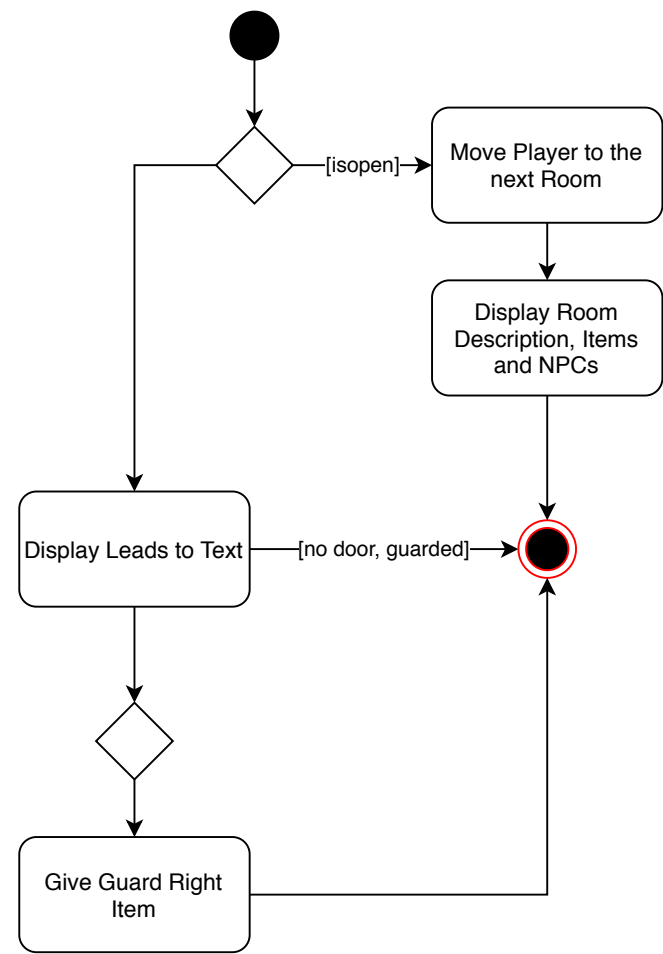 [isopen]
Move Player to the
next Room
Display Room
Description, Items
and NPCs
Display Leads to Text
[no door, guarded]
Give Guard Right
Item